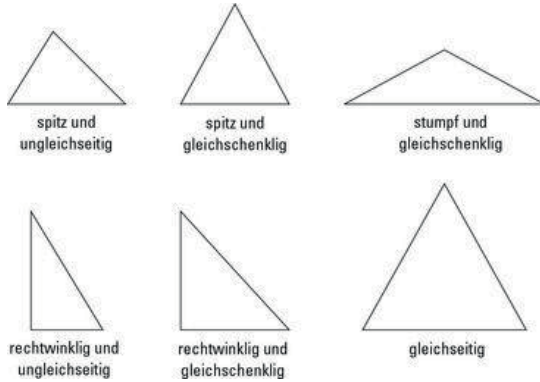 spitz und
ungleichseitig
spitz und
gleichschenklig
stumpf und
gleichschenklig
rechtwinklig und
ungleichseitig
rechtwinklig und
gleichschenklig
gleichseitig